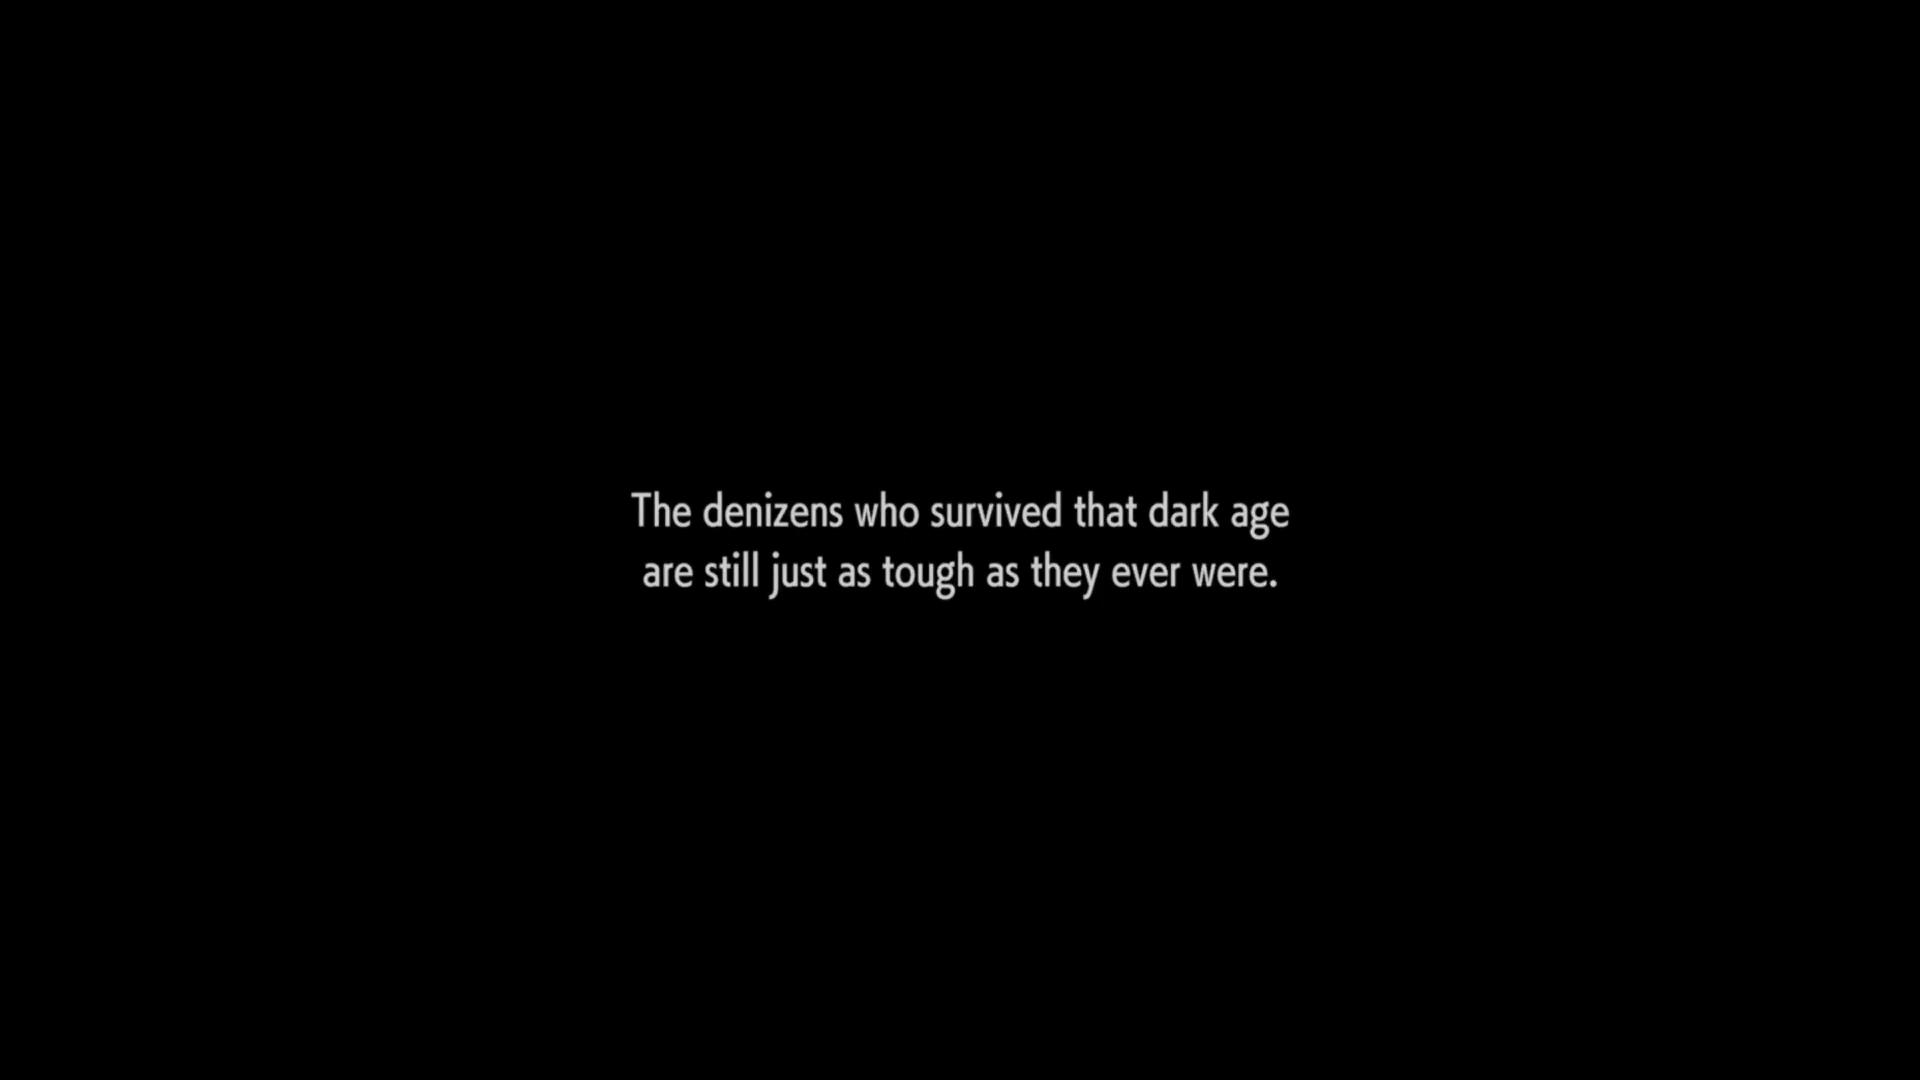 The denizens who survived that dark age
are still just as tough as they ever were.